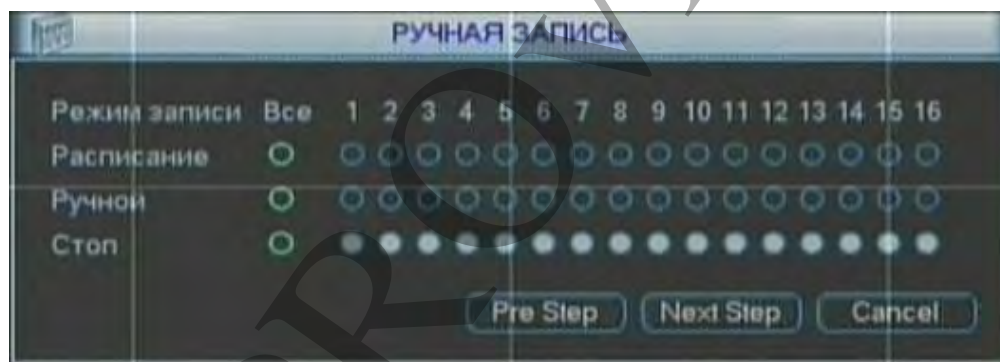 РУЧНАЯ ЗАПИСЬ
Режим записи Все 1 2 3 4 5 6 7 8 9 10 11 12 13 14 15 16
Расписание
Ручной
Стоп
Pre Step Next Step Cancel